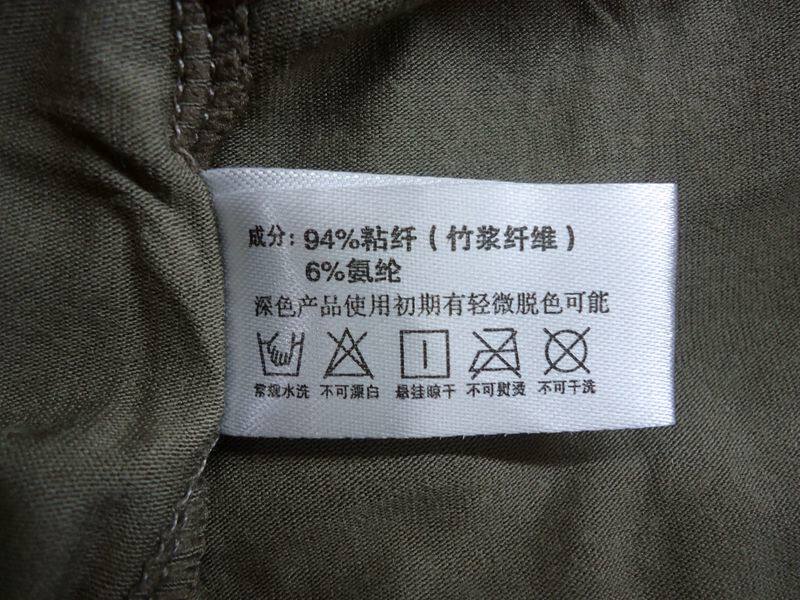 成分: 94%粘纤(竹浆纤维)
6%氨纶
深色产品使用初期有轻微脱色可能
常规水洗 不可漂白 悬挂晾干 不可熨烫 不可干洗